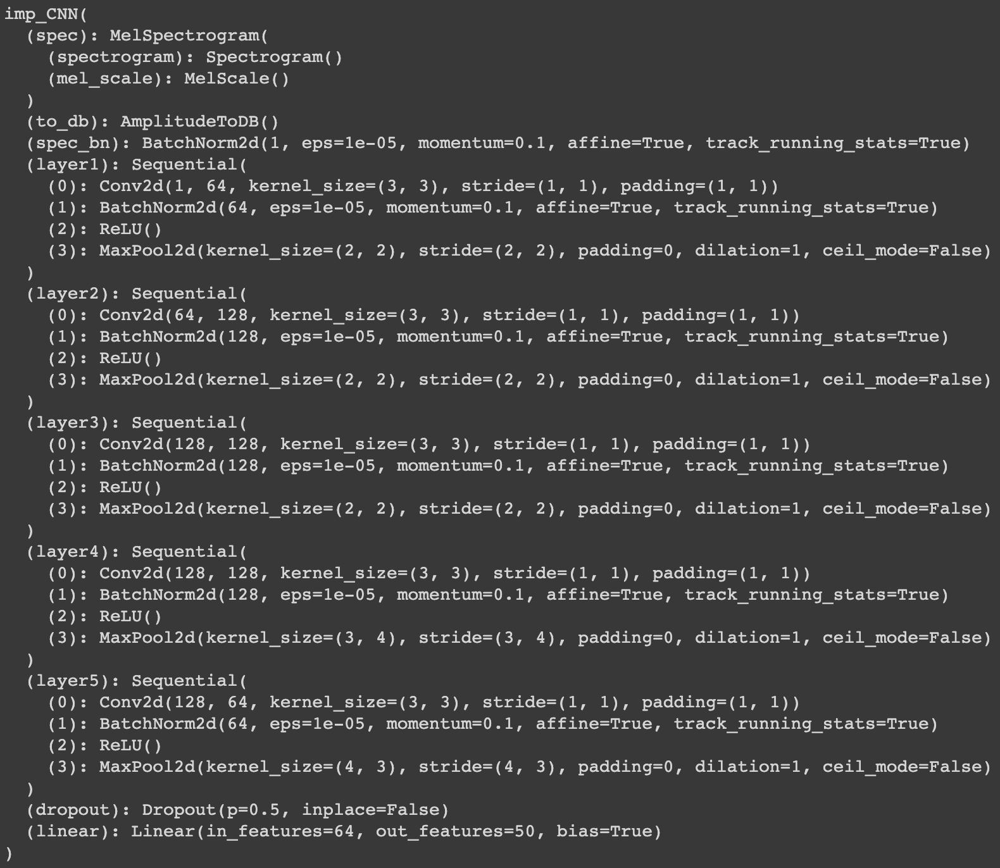 imp_CNN(
  (spec): MelSpectrogram(
    (spectrogram): Spectrogram()
    (mel_scale): MelScale()
  )
  (to_db): AmplitudeToDB()
  (spec_bn): BatchNorm2d(1, eps=1e-05, momentum=0.1, affine=True, track_running_stats=True)
  (layer1): Sequential(
    (0): Conv2d(1, 64, kernel_size=(3, 3), stride=(1, 1), padding=(1, 1))
    (1): BatchNorm2d(64, eps=1e-05, momentum=0.1, affine=True, track_running_stats=True)
    (2): ReLU()
    (3): MaxPool2d(kernel_size=(2, 2), stride=(2, 2), padding=0, dilation=1, ceil_mode=False)
  )
  (layer2): Sequential(
    (0): Conv2d(64, 128, kernel_size=(3, 3), stride=(1, 1), padding=(1, 1))
    (1): BatchNorm2d(128, eps=1e-05, momentum=0.1, affine=True, track_running_stats=True)
    (2): ReLU()
    (3): MaxPool2d(kernel_size=(2, 2), stride=(2, 2), padding=0, dilation=1, ceil_mode=False)
  )
  (layer3): Sequential(
    (0): Conv2d(128, 128, kernel_size=(3, 3), stride=(1, 1), padding=(1, 1))
    (1): BatchNorm2d(128, eps=1e-05, momentum=0.1, affine=True, track_running_stats=True)
    (2): ReLU()
    (3): MaxPool2d(kernel_size=(2, 2), stride=(2, 2), padding=0, dilation=1, ceil_mode=False)
  )
  (layer4): Sequential(
    (0): Conv2d(128, 128, kernel_size=(3, 3), stride=(1, 1), padding=(1, 1))
    (1): BatchNorm2d(128, eps=1e-05, momentum=0.1, affine=True, track_running_stats=True)
    (2): ReLU()
    (3): MaxPool2d(kernel_size=(3, 4), stride=(3, 4), padding=0, dilation=1, ceil_mode=False)
  )
  (layer5): Sequential(
    (0): Conv2d(128, 64, kernel_size=(3, 3), stride=(1, 1), padding=(1, 1))
    (1): BatchNorm2d(64, eps=1e-05, momentum=0.1, affine=True, track_running_stats=True)
    (2): ReLU()
    (3): MaxPool2d(kernel_size=(4, 3), stride=(4, 3), padding=0, dilation=1, ceil_mode=False)
  )
  (dropout): Dropout(p=0.5, inplace=False)
  (linear): Linear(in_features=64, out_features=50, bias=True)
)